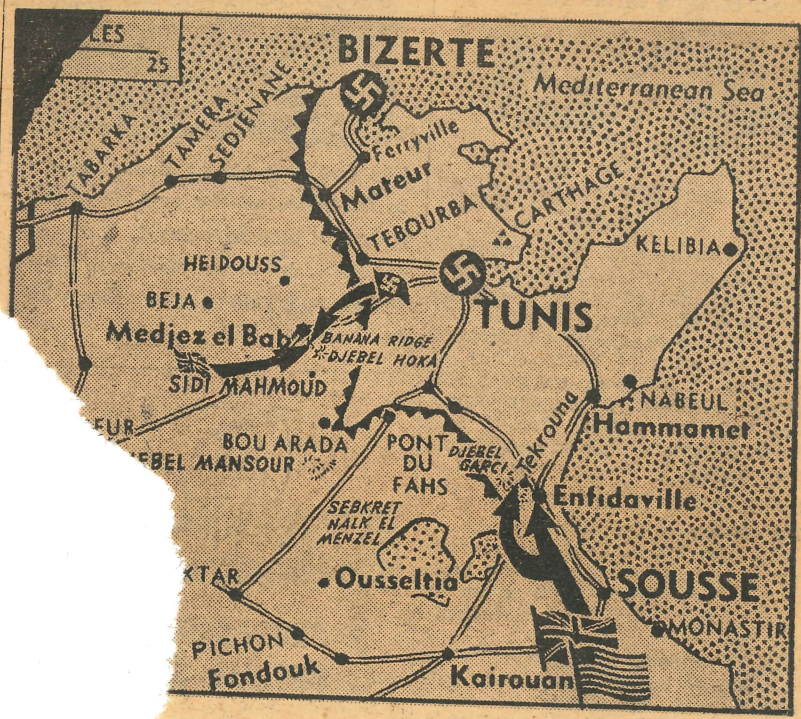 LES
25
BIZERTE
Mediterranean Sea
TABARKA
TAMERA
SEDJENANE
Ferryville
Mateur
TEBOURBA
CARTHAGE
KELIBIA
HEIDOUSS
BEJA
TUNIS
Medjez el Bab
BANANA RIDGE
DJEBEL HOKA
SIDI MAHMOUD
NABEUL
Hammamet
FUR
BOU ARADA
PONT
DU
FAHS
DJEBEL
GARCI
Tekrouna
EBEL MANSOUR
Enfidaville
SEBKRET
NALK EL
MENZEL
KTAR
Ousseltia
SOUSSE
MONASTIR
PICHON
Fondouk
Kairouan